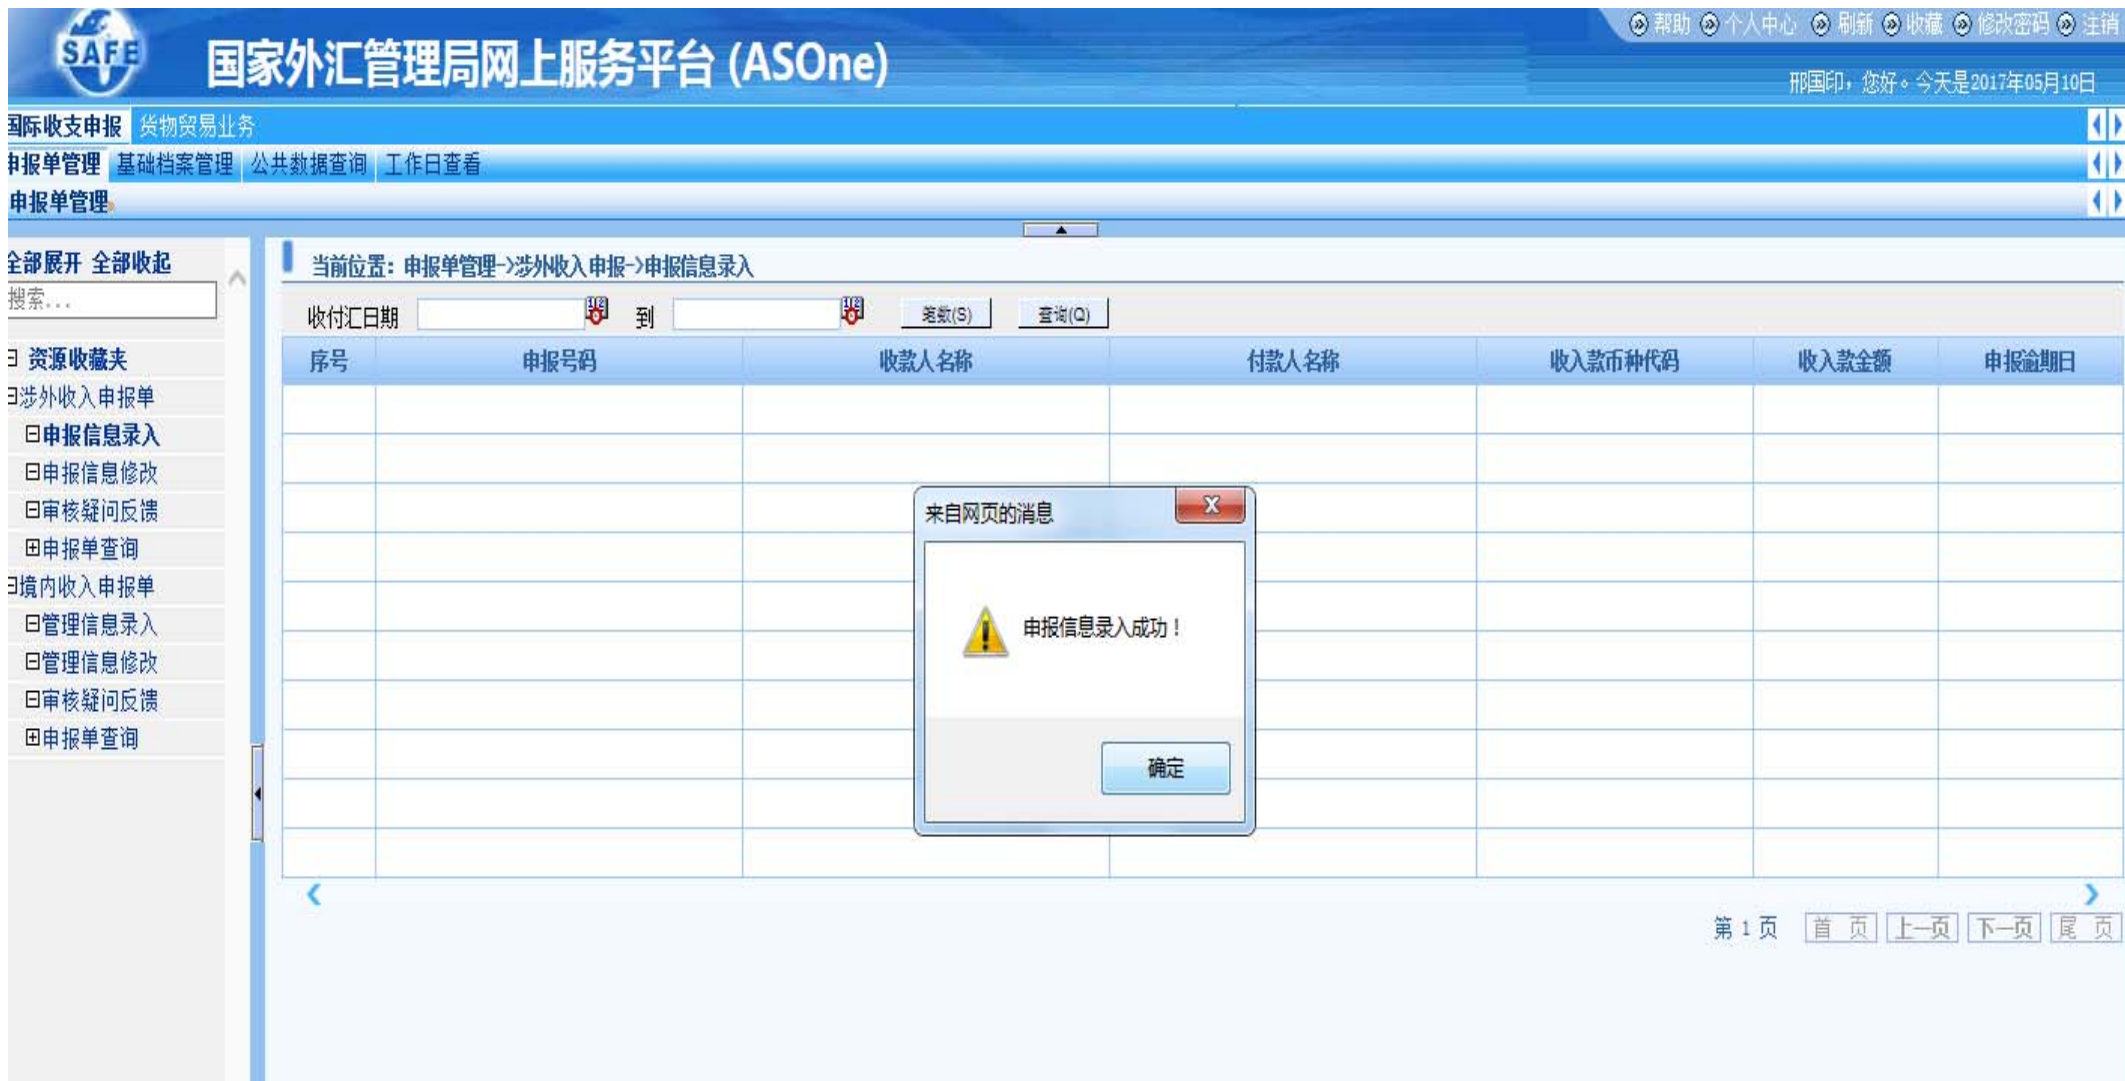 SAFE
国家外汇管理局网上服务平台 (ASOne)
帮助 个人中心 刷新 收藏 修改密码 注销
邢国印，您好。今天是2017年05月10日
国际收支申报 货物贸易业务
申报单管理 基础档案管理 公共数据查询 工作日查看
申报单管理
全部展开 全部收起
搜索...
资源收藏夹
涉外收入申报单
申报信息录入
申报信息修改
审核疑问反馈
申报单查询
境内收入申报单
管理信息录入
管理信息修改
审核疑问反馈
申报单查询
当前位置：申报单管理->涉外收入申报->申报信息录入
收付汇日期 到 笔数(S) 查询(Q)
序号 申报号码 收款人名称 付款人名称 收入款币种代码 收入款金额 申报逾期日
来自网页的消息
申报信息录入成功！
确定
第 1 页 首 页 上一页 下一页 尾 页